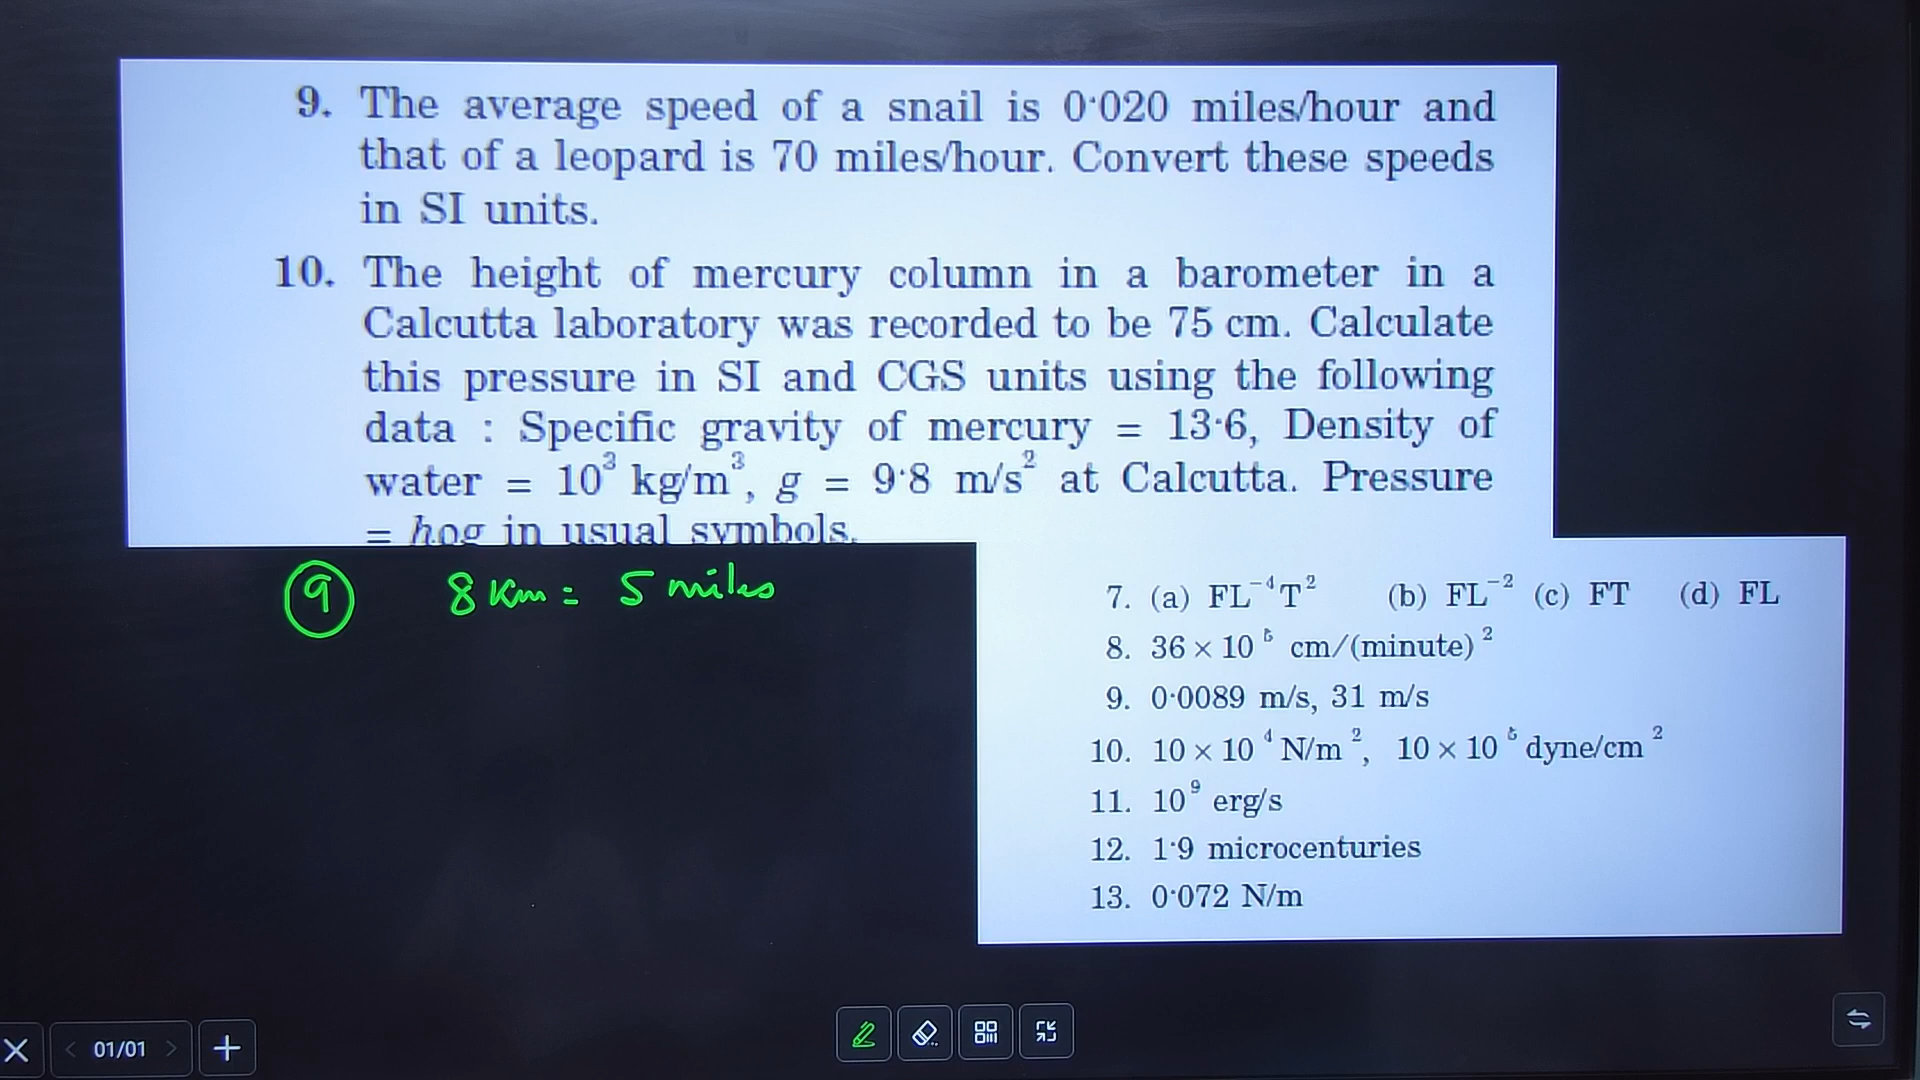 9. The average speed of a snail is 0·020 miles/hour and
that of a leopard is 70 miles/hour. Convert these speeds
in SI units.
10. The height of mercury column in a barometer in a
Calcutta laboratory was recorded to be 75 cm. Calculate
this pressure in SI and CGS units using the following
data : Specific gravity of mercury = 13·6, Density of
water = 10³ kg/m³, g = 9·8 m/s² at Calcutta. Pressure
= hρg in usual symbols.
9 8 Km = 5 miles
7. (a) FL⁻⁴T² (b) FL⁻² (c) FT (d) FL
8. 36 × 10⁵ cm/(minute)²
9. 0·0089 m/s, 31 m/s
10. 10 × 10⁴ N/m², 10 × 10⁵ dyne/cm²
11. 10⁹ erg/s
12. 1·9 microcenturies
13. 0·072 N/m
01/01